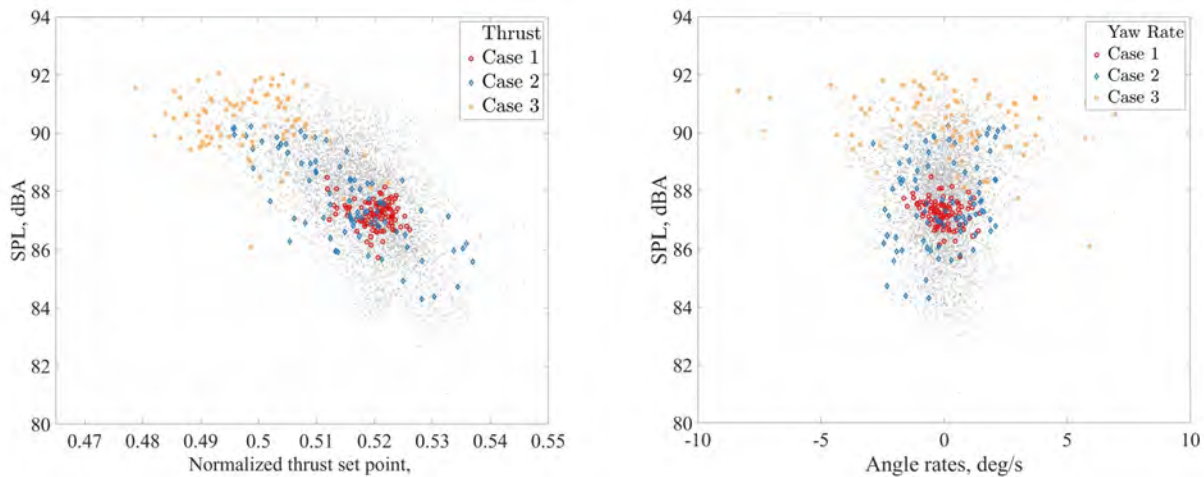 94
92
90
88
86
84
82
80
SPL, dBA
Thrust
Case 1
Case 2
Case 3
0.47 0.48 0.49 0.5 0.51 0.52 0.53 0.54 0.55
Normalized thrust set point,
94
92
90
88
86
84
82
80
SPL, dBA
Yaw Rate
Case 1
Case 2
Case 3
-10 -5 0 5 10
Angle rates, deg/s